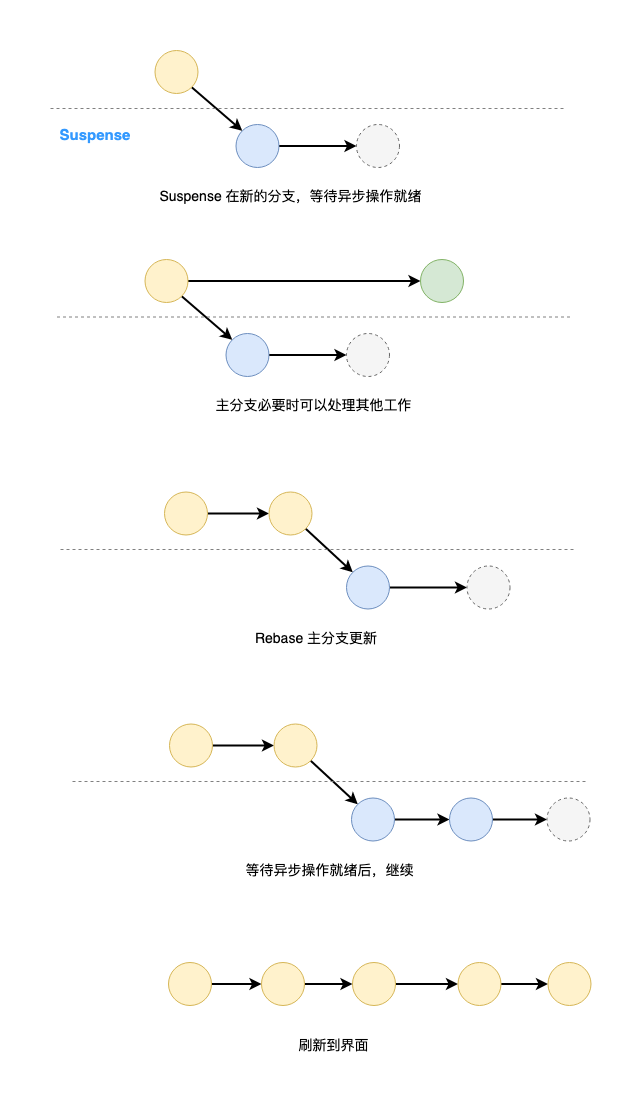 Suspense
Suspense 在新的分支，等待异步操作就绪
主分支必要时可以处理其他工作
Rebase 主分支更新
等待异步操作就绪后，继续
刷新到界面